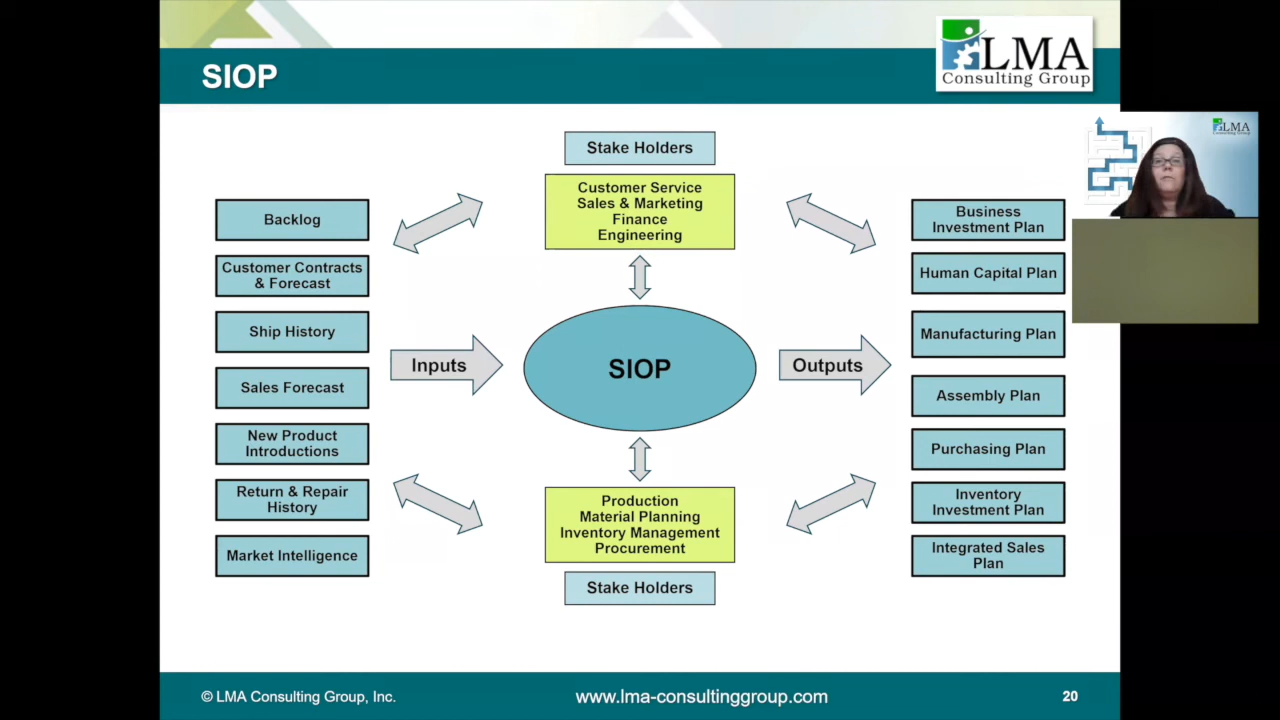 SIOP
LMA
Consulting Group
LMA
Consulting Group
Stake Holders
Customer Service
Sales & Marketing
Finance
Engineering
Backlog
Customer Contracts
& Forecast
Ship History
Sales Forecast
New Product
Introductions
Return & Repair
History
Market Intelligence
Inputs
SIOP
Outputs
Business
Investment Plan
Human Capital Plan
Manufacturing Plan
Assembly Plan
Purchasing Plan
Inventory
Investment Plan
Integrated Sales
Plan
Production
Material Planning
Inventory Management
Procurement
Stake Holders
© LMA Consulting Group, Inc.
www.lma-consultinggroup.com
20